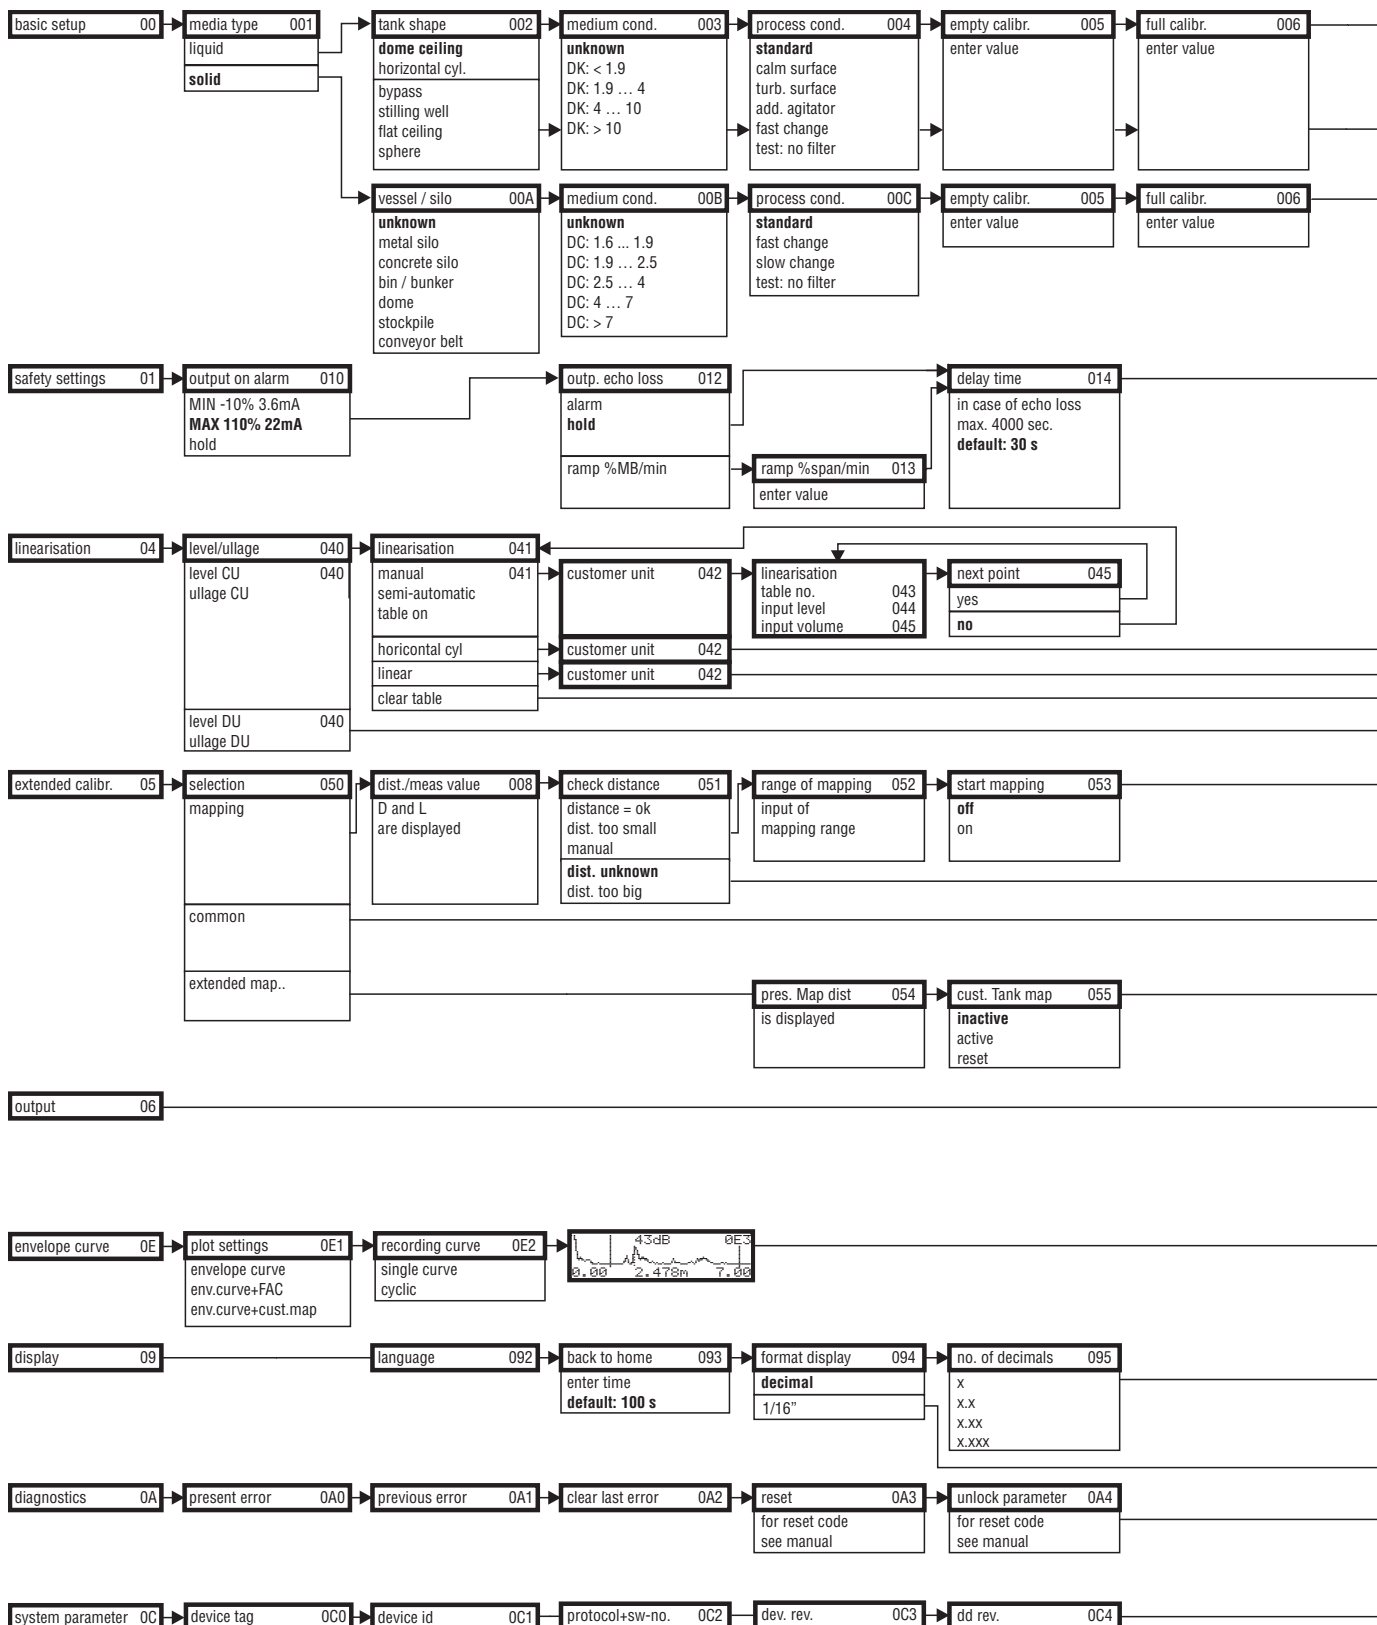 basic setup 00
media type 001
liquid
solid
tank shape 002
dome ceiling
horizontal cyl.
bypass
stilling well
flat ceiling
sphere
medium cond. 003
unknown
DK: < 1.9
DK: 1.9 … 4
DK: 4 … 10
DK: > 10
process cond. 004
standard
calm surface
turb. surface
add. agitator
fast change
test: no filter
empty calibr. 005
enter value
full calibr. 006
enter value
vessel / silo 00A
unknown
metal silo
concrete silo
bin / bunker
dome
stockpile
conveyor belt
medium cond. 00B
unknown
DC: 1.6 ... 1.9
DC: 1.9 … 2.5
DC: 2.5 … 4
DC: 4 … 7
DC: > 7
process cond. 00C
standard
fast change
slow change
test: no filter
empty calibr. 005
enter value
full calibr. 006
enter value
safety settings 01
output on alarm 010
MIN -10% 3.6mA
MAX 110% 22mA
hold
outp. echo loss 012
alarm
hold
ramp %MB/min
ramp %span/min 013
enter value
delay time 014
in case of echo loss
max. 4000 sec.
default: 30 s
linearisation 04
level/ullage 040
level CU 040
ullage CU
level DU 040
ullage DU
linearisation 041
manual 041
semi-automatic
table on
horicontal cyl
linear
clear table
customer unit 042
customer unit 042
customer unit 042
linearisation
table no. 043
input level 044
input volume 045
next point 045
yes
no
extended calibr. 05
selection 050
mapping
common
extended map..
dist./meas value 008
D and L
are displayed
check distance 051
distance = ok
dist. too small
manual
dist. unknown
dist. too big
range of mapping 052
input of
mapping range
start mapping 053
off
on
pres. Map dist 054
is displayed
cust. Tank map 055
inactive
active
reset
output 06
envelope curve 0E
plot settings 0E1
envelope curve
env.curve+FAC
env.curve+cust.map
recording curve 0E2
single curve
cyclic
43dB 0E3
0.00 2.478m 7.00
display 09
language 092
back to home 093
enter time
default: 100 s
format display 094
decimal
1/16”
no. of decimals 095
x
x.x
x.xx
x.xxx
diagnostics 0A
present error 0A0
previous error 0A1
clear last error 0A2
reset 0A3
for reset code
see manual
unlock parameter 0A4
for reset code
see manual
system parameter 0C
device tag 0C0
device id 0C1
protocol+sw-no. 0C2
dev. rev. 0C3
dd rev. 0C4